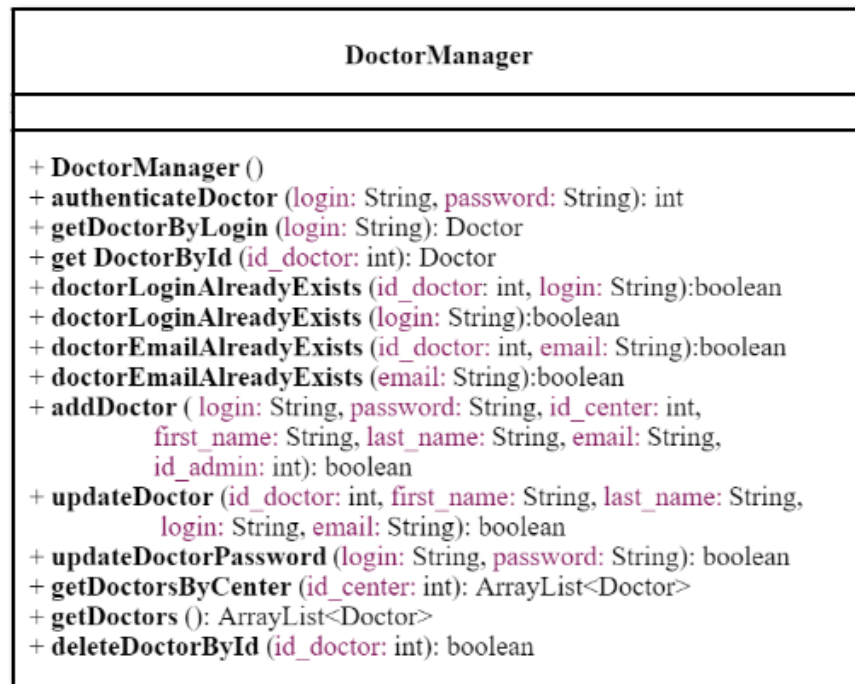 DoctorManager
+ DoctorManager ()
+ authenticateDoctor (login: String, password: String): int
+ getDoctorByLogin (login: String): Doctor
+ get DoctorById (id_doctor: int): Doctor
+ doctorLoginAlreadyExists (id_doctor: int, login: String):boolean
+ doctorLoginAlreadyExists (login: String):boolean
+ doctorEmailAlreadyExists (id_doctor: int, email: String):boolean
+ doctorEmailAlreadyExists (email: String):boolean
+ addDoctor ( login: String, password: String, id_center: int,
first_name: String, last_name: String, email: String,
id_admin: int): boolean
+ updateDoctor (id_doctor: int, first_name: String, last_name: String,
login: String, email: String): boolean
+ updateDoctorPassword (login: String, password: String): boolean
+ getDoctorsByCenter (id_center: int): ArrayList<Doctor>
+ getDoctors (): ArrayList<Doctor>
+ deleteDoctorById (id_doctor: int): boolean